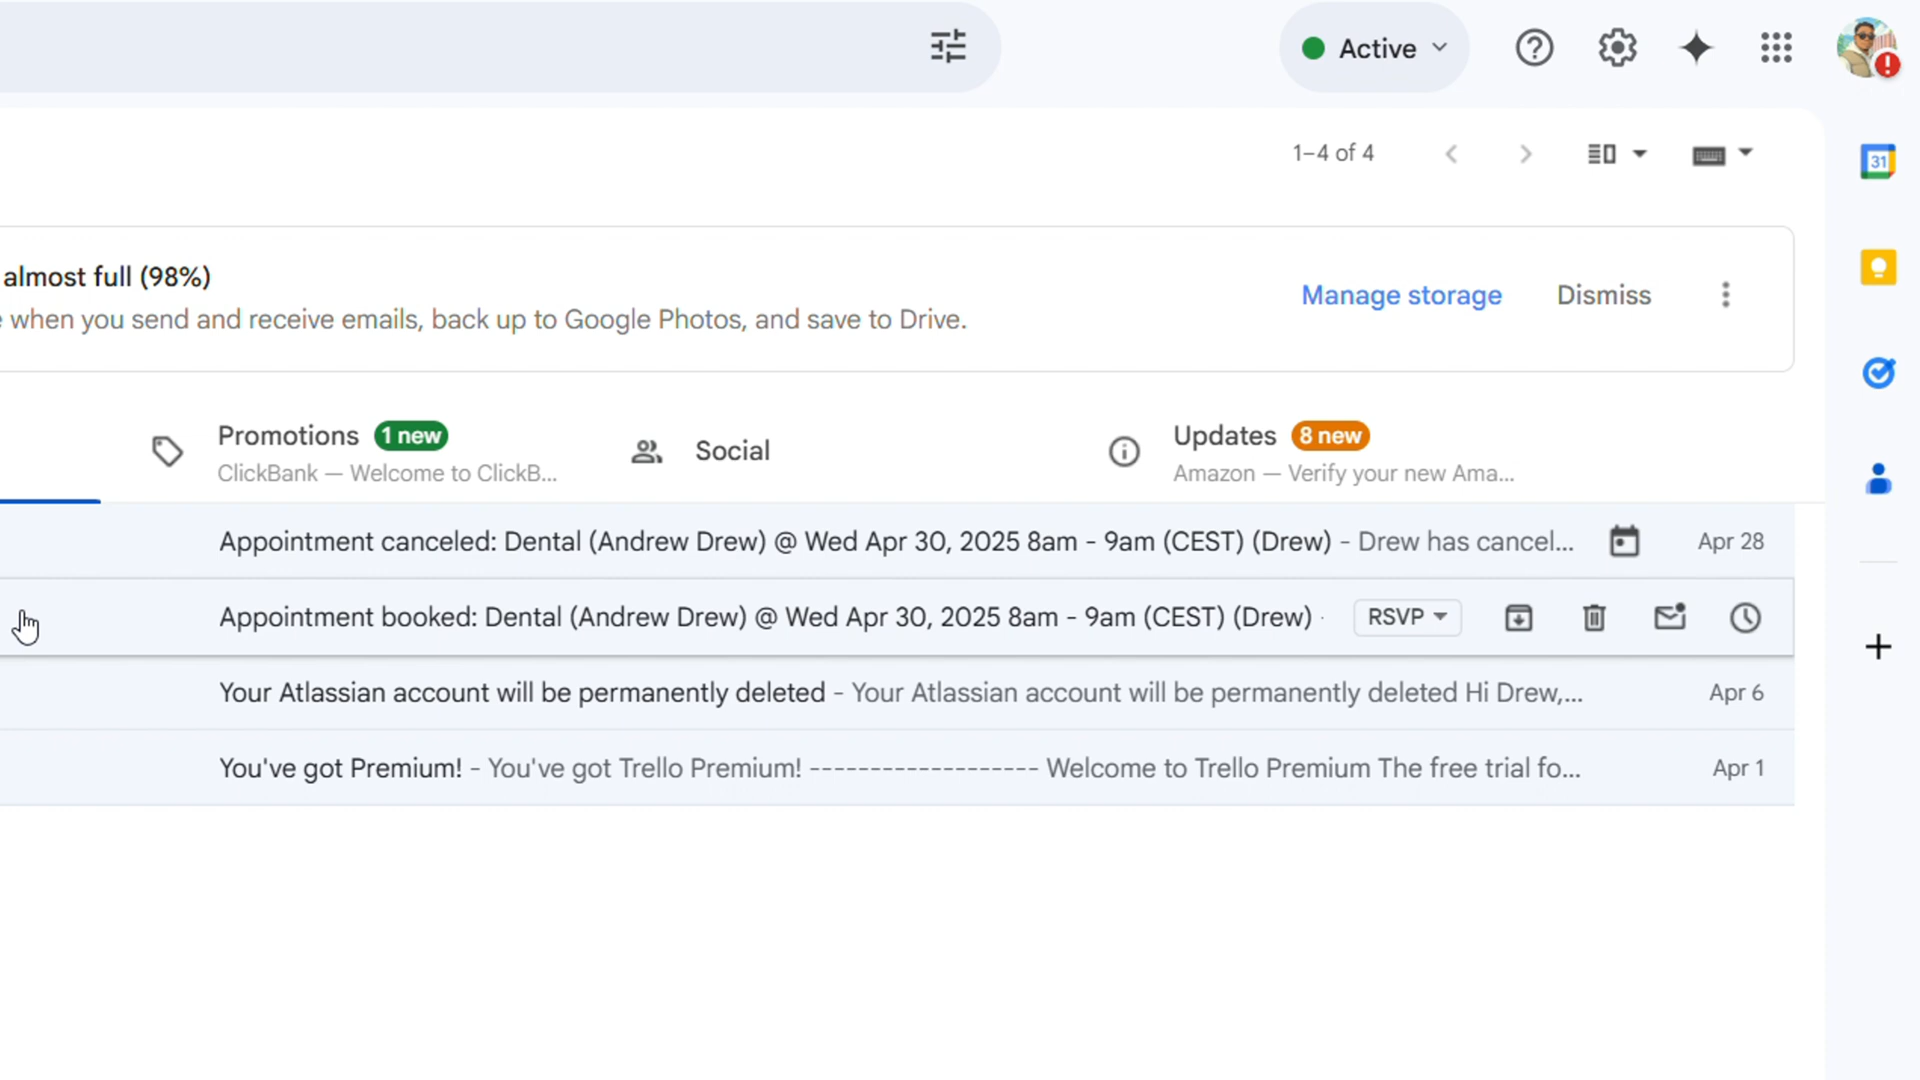 Active
1–4 of 4
almost full (98%)
when you send and receive emails, back up to Google Photos, and save to Drive.
Manage storage
Dismiss
Promotions 1 new
ClickBank — Welcome to ClickB...
Social
Updates 8 new
Amazon — Verify your new Ama...
Appointment canceled: Dental (Andrew Drew) @ Wed Apr 30, 2025 8am - 9am (CEST) (Drew) - Drew has cancel... Apr 28
Appointment booked: Dental (Andrew Drew) @ Wed Apr 30, 2025 8am - 9am (CEST) (Drew) RSVP
Your Atlassian account will be permanently deleted - Your Atlassian account will be permanently deleted Hi Drew,... Apr 6
You've got Premium! - You've got Trello Premium! ------------------- Welcome to Trello Premium The free trial fo... Apr 1
31